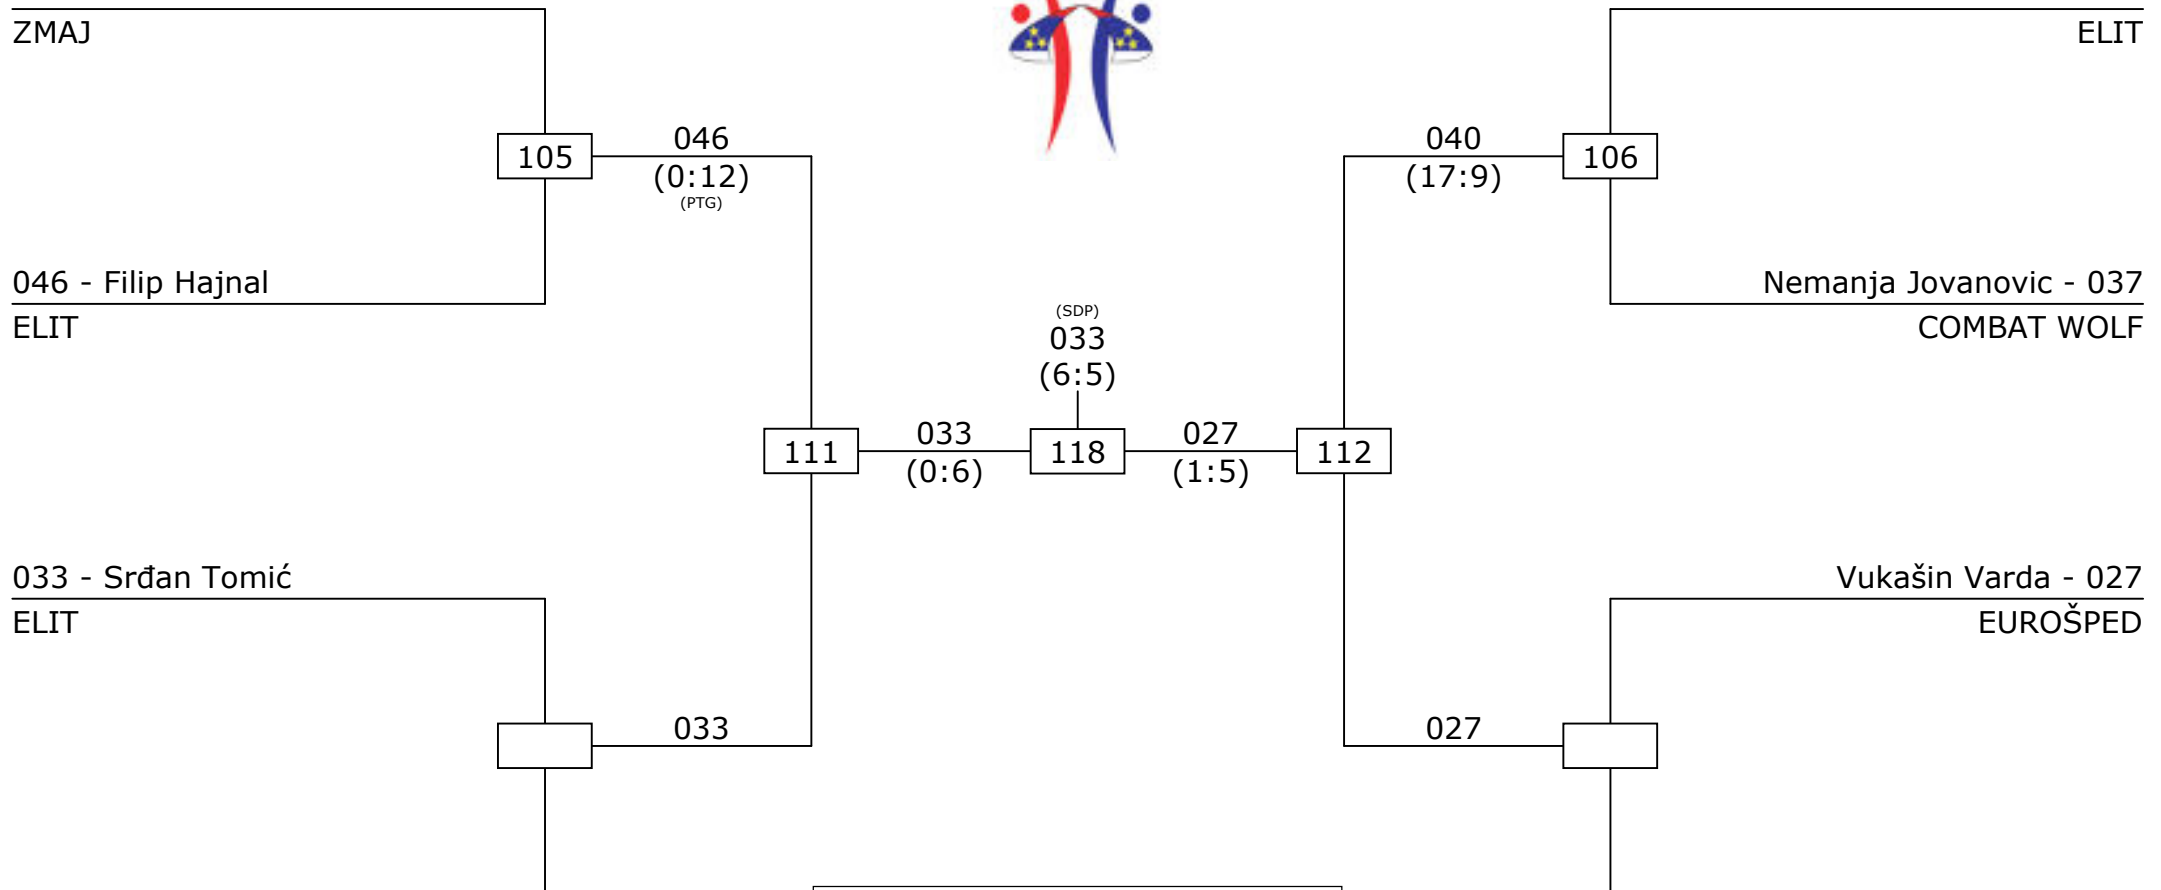 ZMAJ
ELIT
105
046
(0:12)
(PTG)
040
(17:9)
106
046 - Filip Hajnal
ELIT
Nemanja Jovanovic - 037
COMBAT WOLF
(SDP)
033
(6:5)
111
033
(0:6)
118
027
(1:5)
112
033 - Srđan Tomić
ELIT
Vukašin Varda - 027
EUROŠPED
033
027